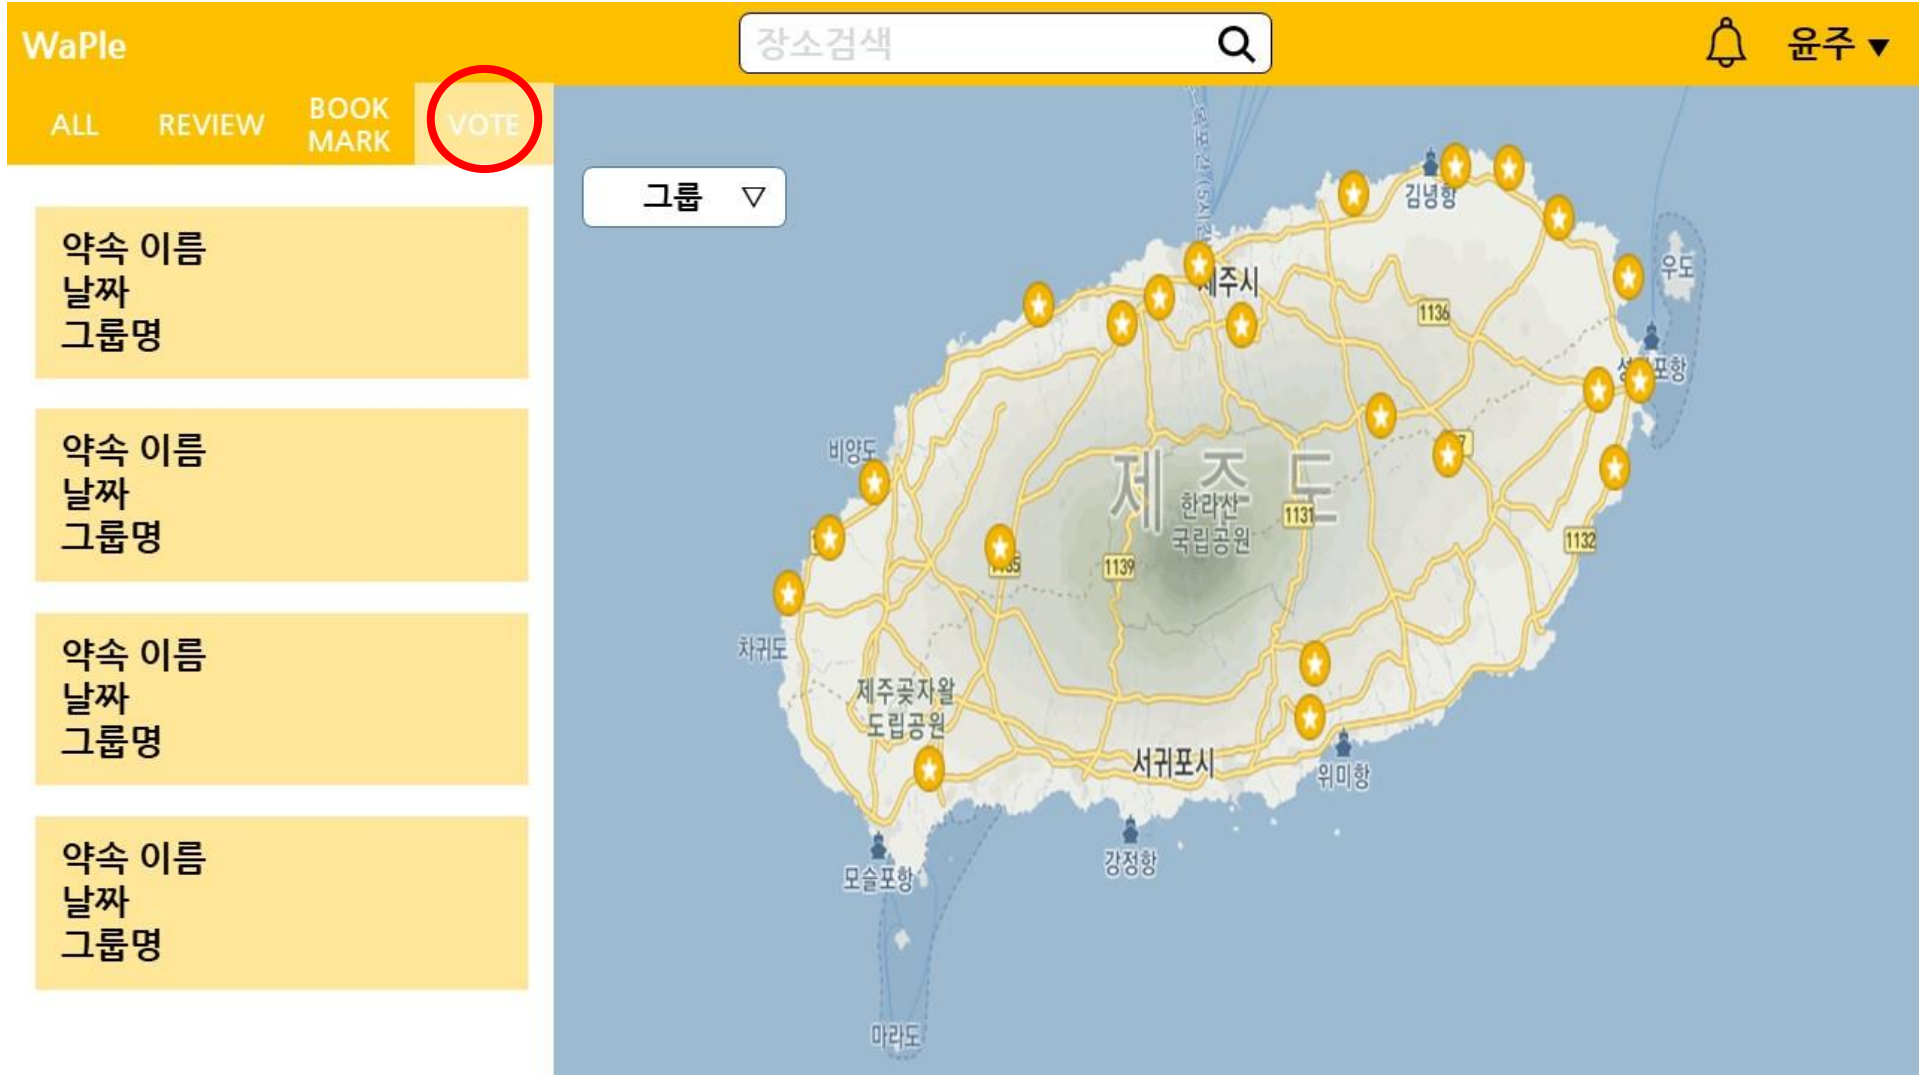 WaPle
장소검색
윤주 ▼
ALL
REVIEW
BOOK
MARK
VOTE
약속 이름
날짜
그룹명
약속 이름
날짜
그룹명
약속 이름
날짜
그룹명
약속 이름
날짜
그룹명
그룹 ▽
김녕항
우도
제주시
1136
비양도
제주도
한라산
국립공원
1131
1132
1139
차귀도
제주곶자왈
도립공원
서귀포시
위미항
강정항
모슬포항
마라도